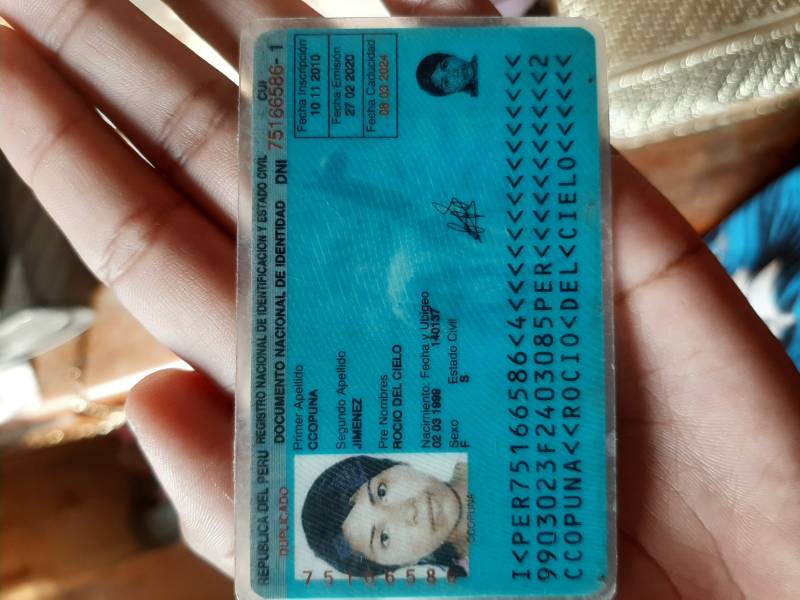 REPUBLICA DEL PERU REGISTRO NACIONAL DE IDENTIFICACION Y ESTADO CIVIL CUI
DUPLICADO DOCUMENTO NACIONAL DE IDENTIDAD DNI 75166586-1
Primer Apellido
CCOPUNA
Segundo Apellido
JIMENEZ
Pre Nombres
ROCIO DEL CIELO
Nacimiento: Fecha y Ubigeo
02 03 1999 140137
Sexo Estado Civil
F S
Fecha Inscripción
10 11 2010
Fecha Emisión
27 02 2020
Fecha Caducidad
08 03 2024
75166586
CCOPUNA
I<PER75166586<4<<<<<<<<<<<<<<<
9903023F2403085PER<<<<<<<<<<<2
CCOPUNA<<ROCIO<DEL<CIELO<<<<<<